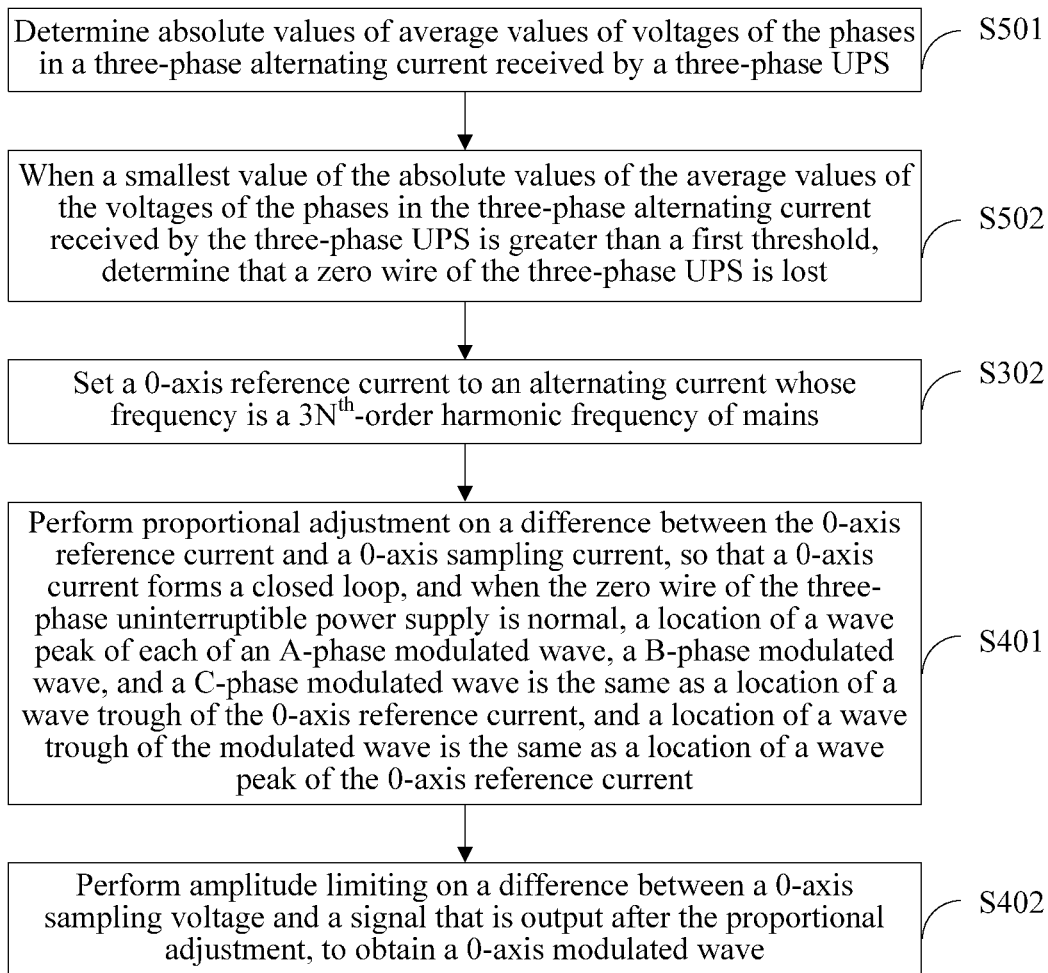 Determine absolute values of average values of voltages of the phases
in a three-phase alternating current received by a three-phase UPS
S501
When a smallest value of the absolute values of the average values of
the voltages of the phases in the three-phase alternating current
received by the three-phase UPS is greater than a first threshold,
determine that a zero wire of the three-phase UPS is lost
S502
Set a 0-axis reference current to an alternating current whose
frequency is a 3Nth-order harmonic frequency of mains
S302
Perform proportional adjustment on a difference between the 0-axis
reference current and a 0-axis sampling current, so that a 0-axis
current forms a closed loop, and when the zero wire of the three-
phase uninterruptible power supply is normal, a location of a wave
peak of each of an A-phase modulated wave, a B-phase modulated
wave, and a C-phase modulated wave is the same as a location of a
wave trough of the 0-axis reference current, and a location of a wave
trough of the modulated wave is the same as a location of a wave
peak of the 0-axis reference current
S401
Perform amplitude limiting on a difference between a 0-axis
sampling voltage and a signal that is output after the proportional
adjustment, to obtain a 0-axis modulated wave
S402